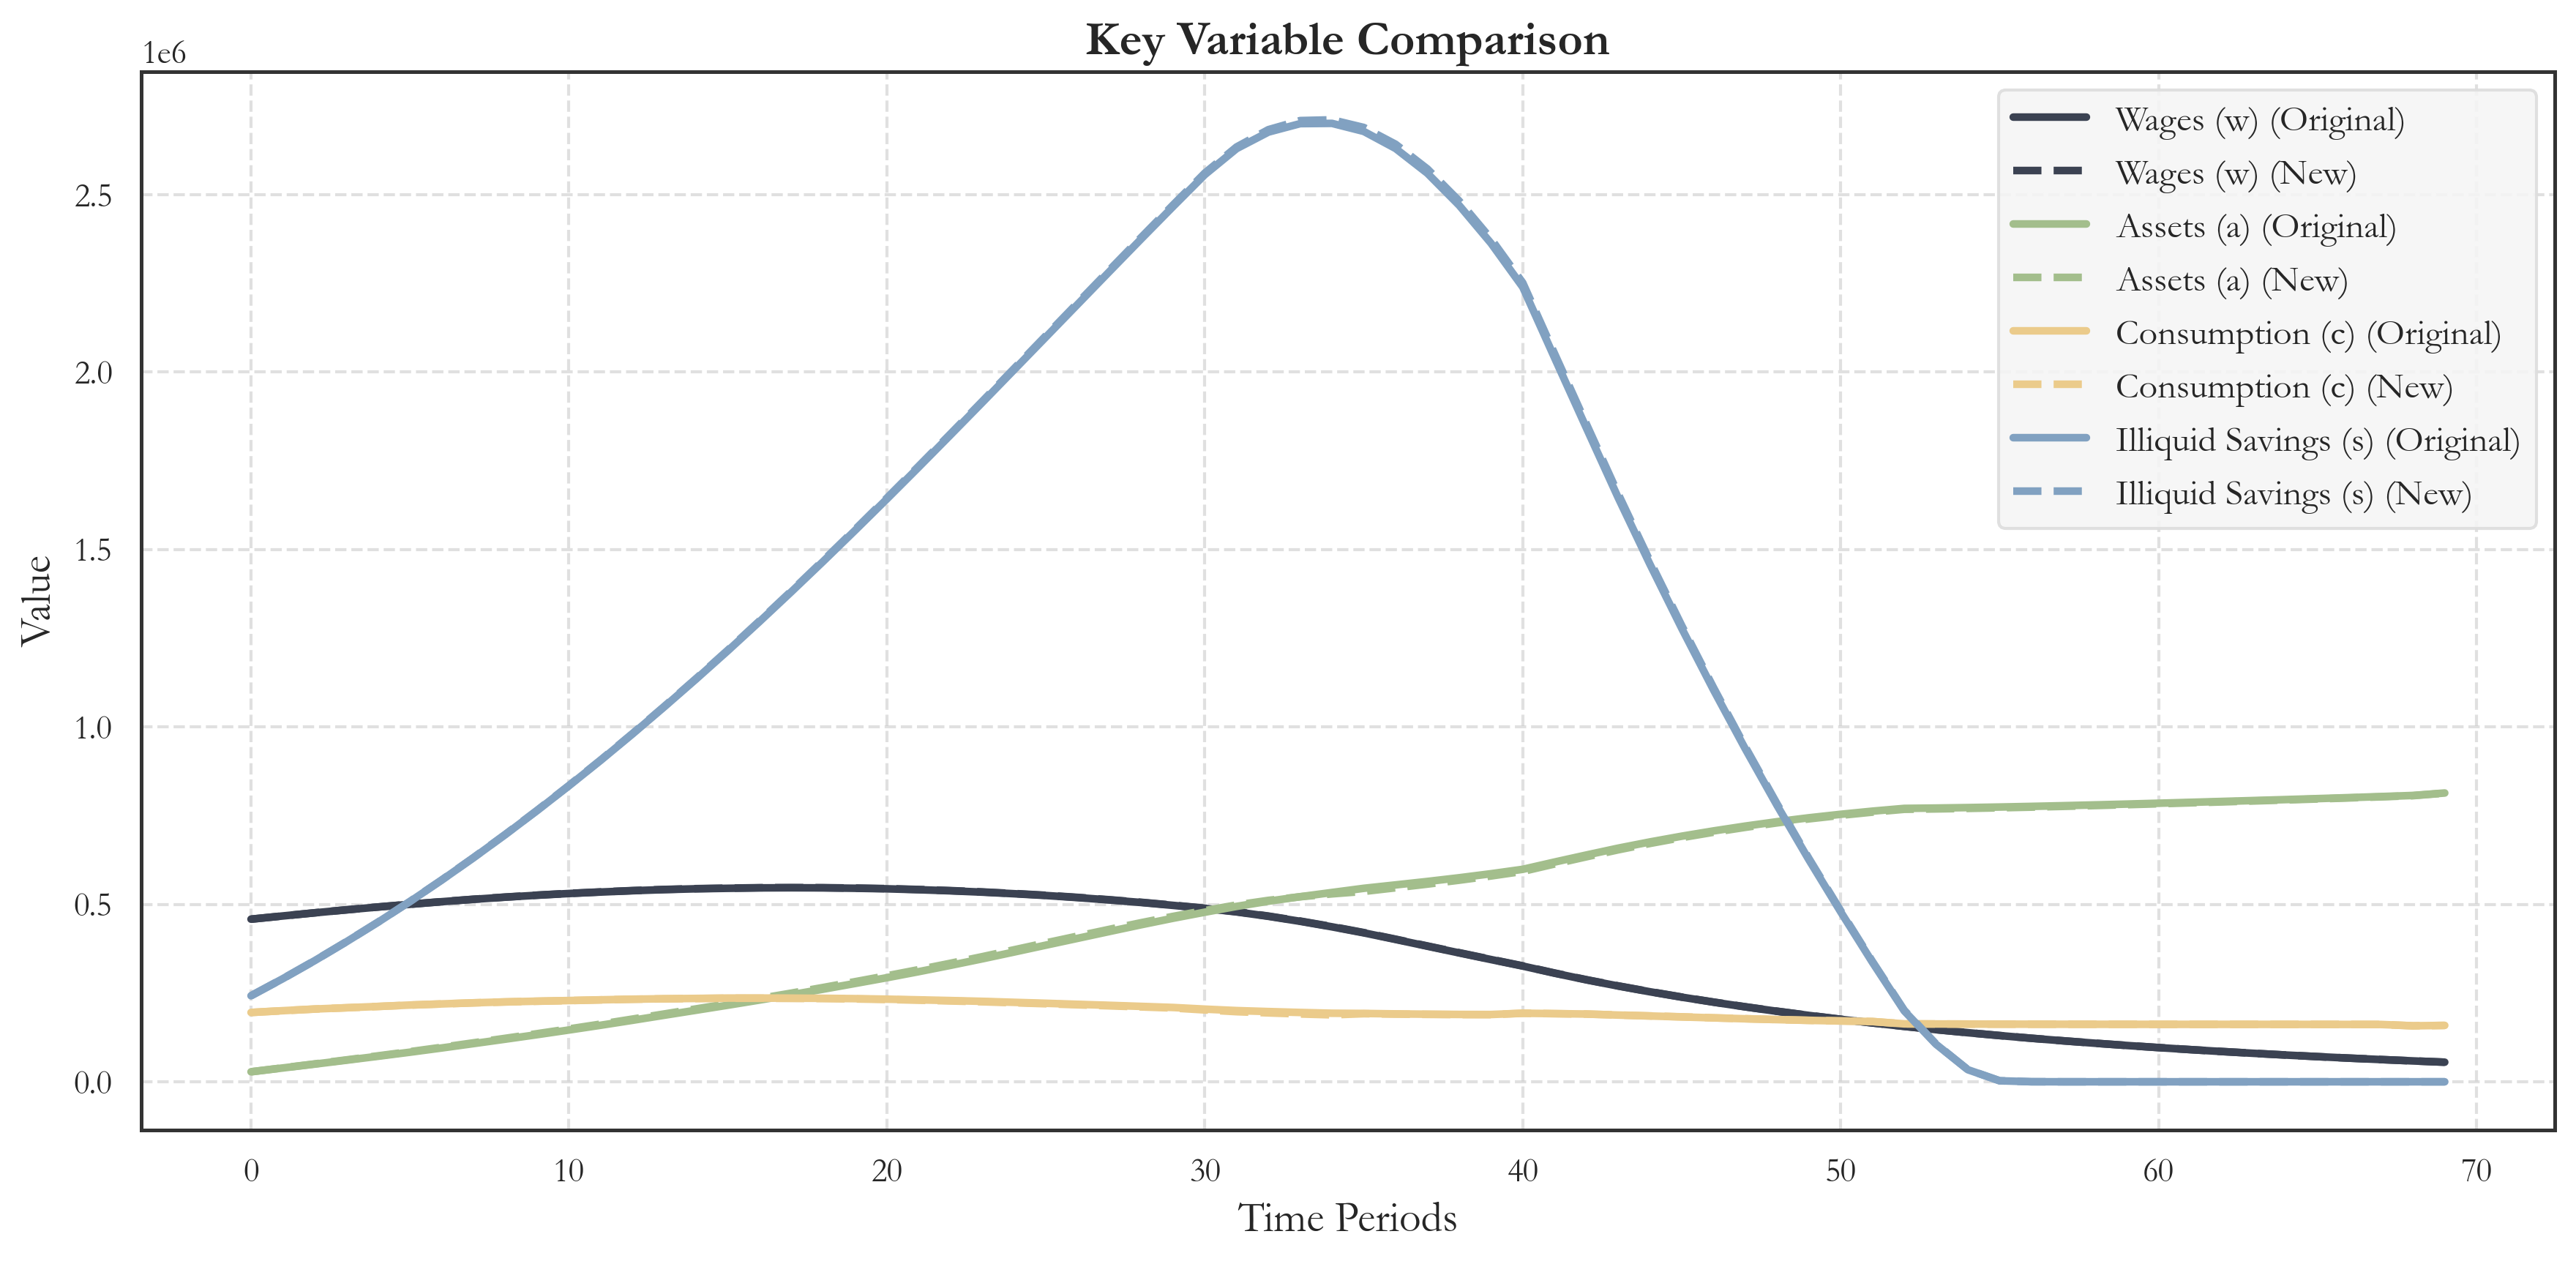 Key Variable Comparison
1e6
Wages (w) (Original)
Wages (w) (New)
Assets (a) (Original)
Assets (a) (New)
Consumption (c) (Original)
Consumption (c) (New)
Illiquid Savings (s) (Original)
Illiquid Savings (s) (New)
2.5
2.0
1.5
1.0
0.5
0.0
Value
0 10 20 30 40 50 60 70
Time Periods